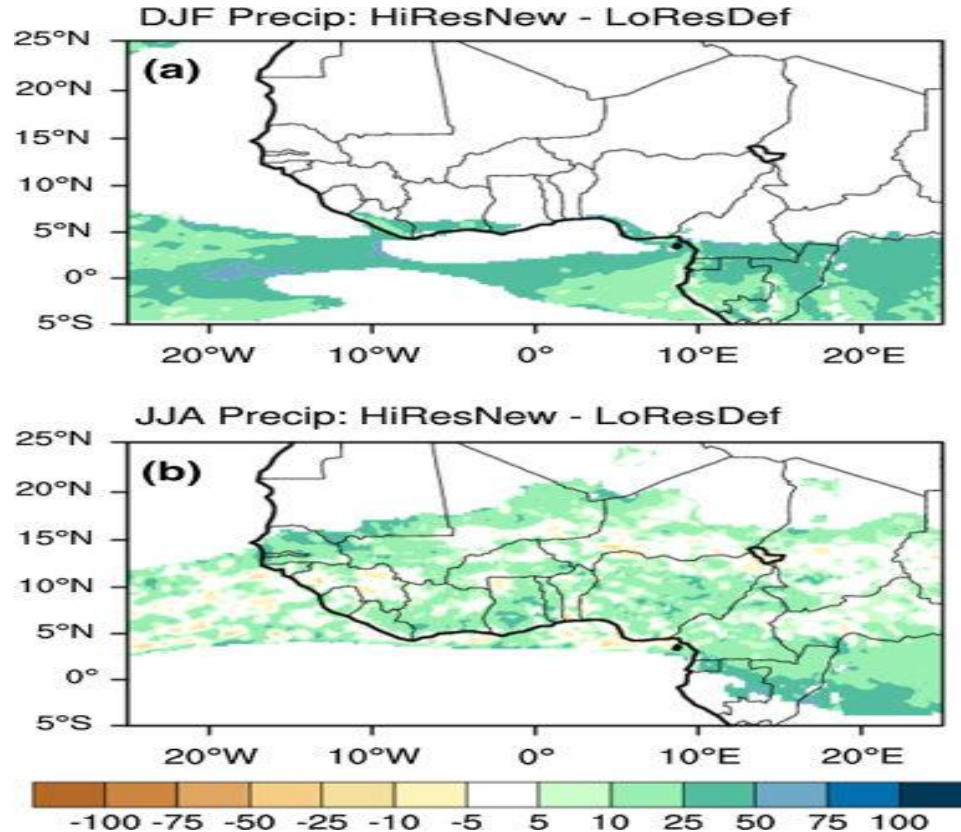 DJF Precip: HiResNew - LoResDef
25°N
(a)
20°N
15°N
10°N
5°N
0°
5°S
20°W 10°W 0° 10°E 20°E
JJA Precip: HiResNew - LoResDef
25°N
(b)
20°N
15°N
10°N
5°N
0°
5°S
20°W 10°W 0° 10°E 20°E
-100 -75 -50 -25 -10 -5 5 10 25 50 75 100